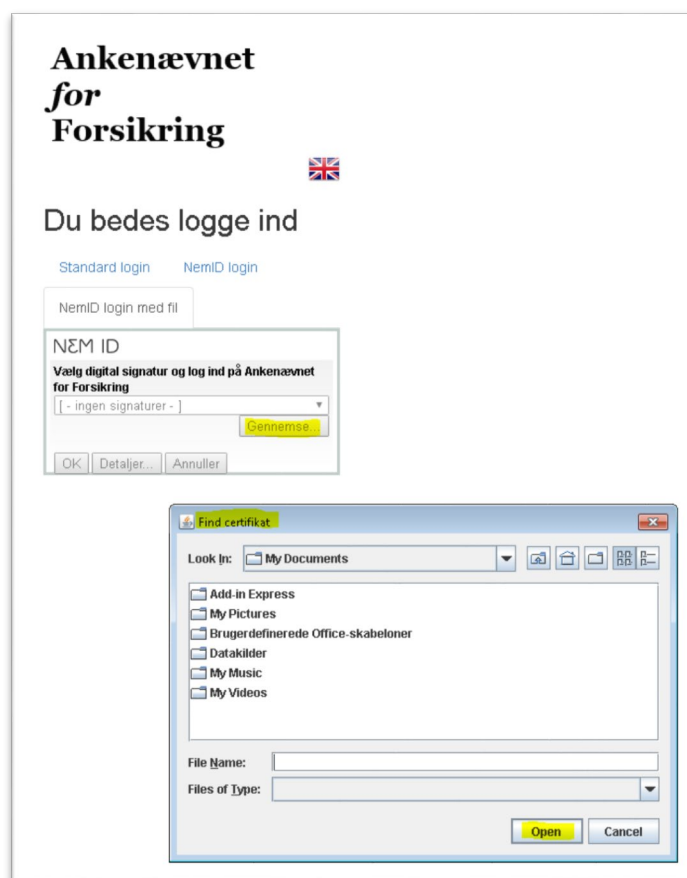 Ankenævnet
for
Forsikring
Du bedes logge ind
Standard login NemID login
NemID login med fil
NEM ID
Vælg digital signatur og log ind på Ankenævnet
for Forsikring
[ - ingen signaturer - ]
Gennemse...
OK Detaljer... Annuller
Find certifikat
Look In: My Documents
Add-in Express
My Pictures
Brugerdefinerede Office-skabeloner
Datakilder
My Music
My Videos
File Name:
Files of Type:
Open Cancel